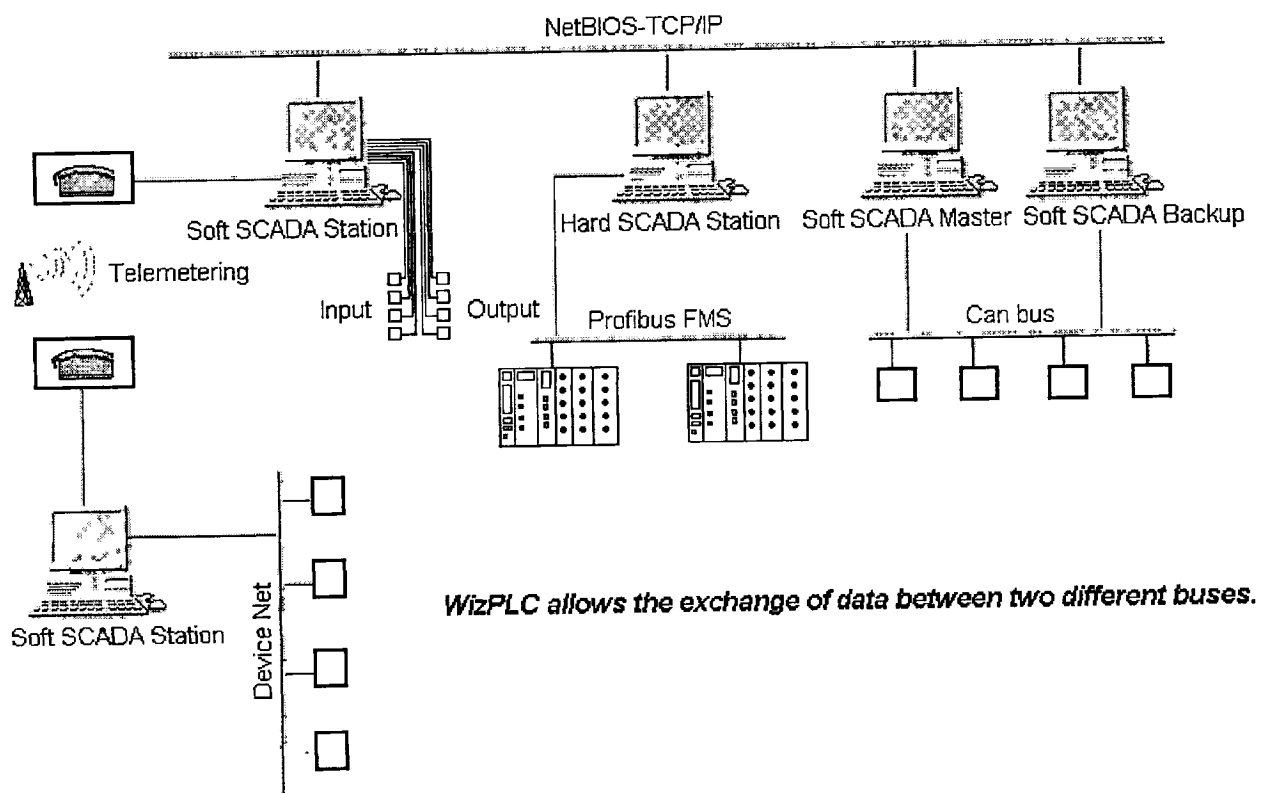 NetBIOS-TCP/IP
Soft SCADA Station
Hard SCADA Station
Soft SCADA Master
Soft SCADA Backup
Telemetering
Input
Output
Profibus FMS
Can bus
Device Net
Soft SCADA Station
WizPLC allows the exchange of data between two different buses.